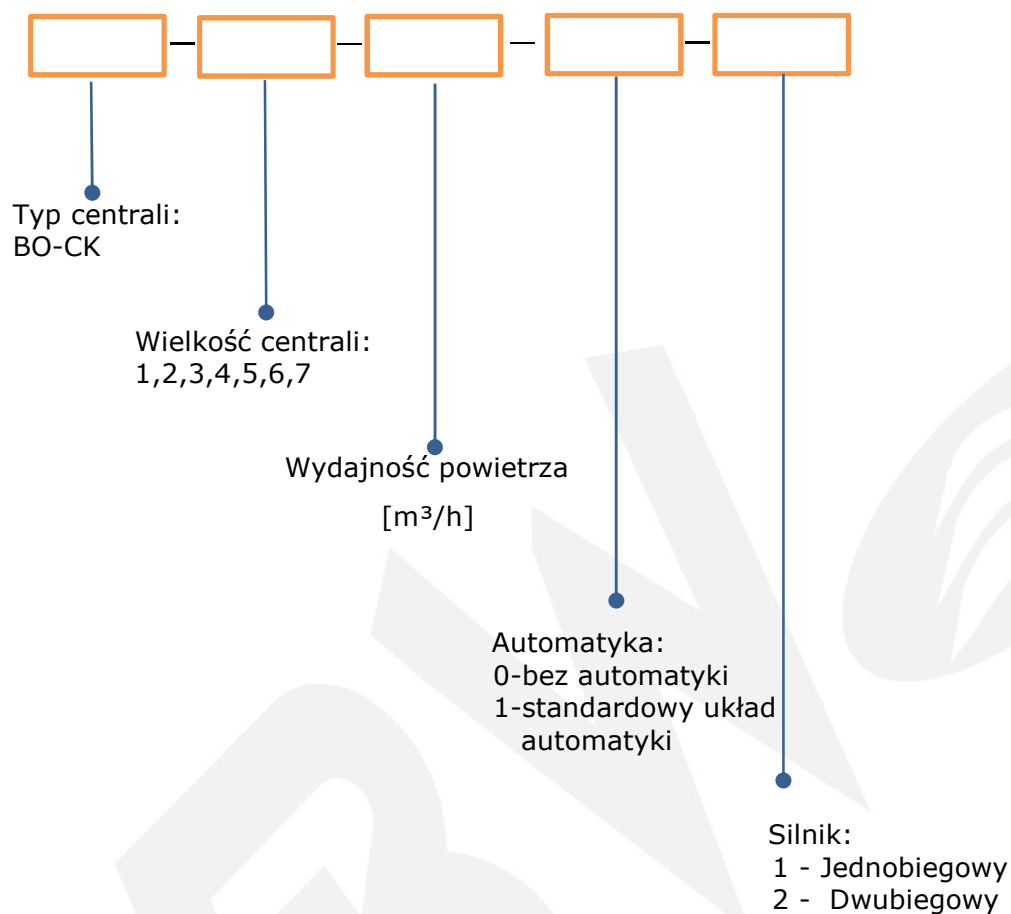 Typ centrali:
BO-CK
Wielkość centrali:
1,2,3,4,5,6,7
Wydajność powietrza
[m³/h]
Automatyka:
0-bez automatyki
1-standardowy układ
automatyki
Silnik:
1 - Jednobiegowy
2 - Dwubiegowy